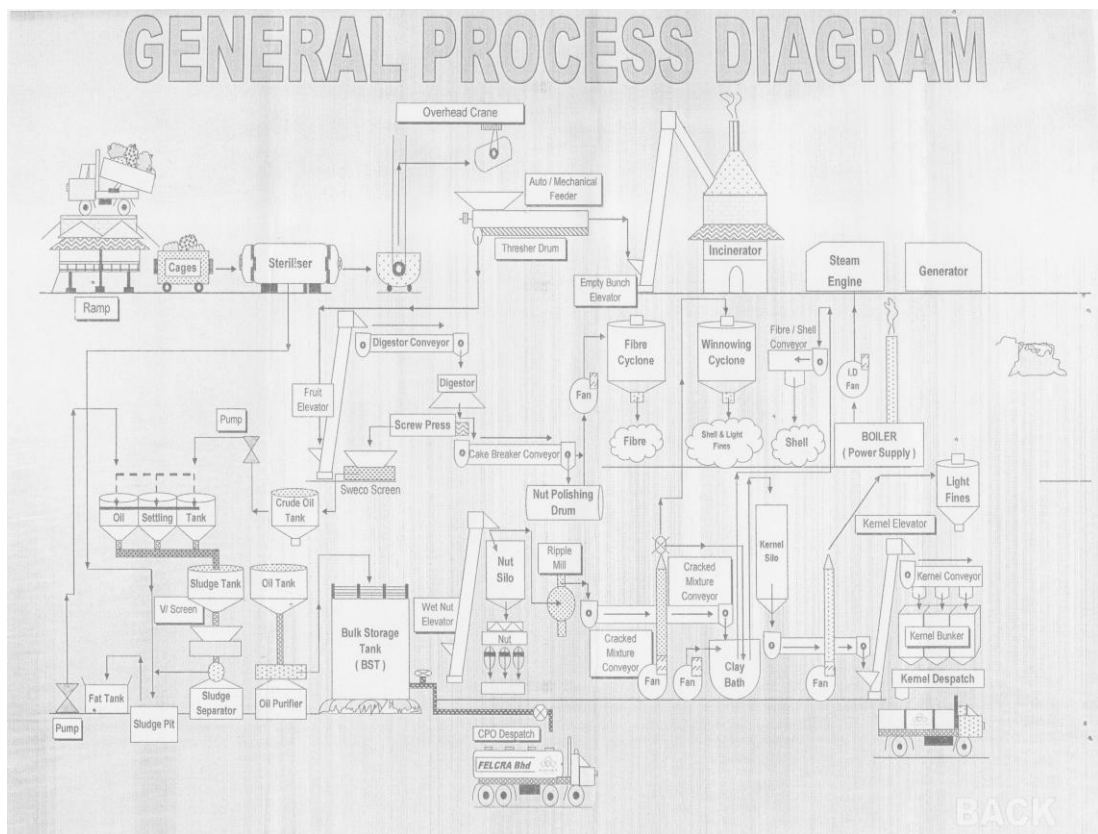 GENERAL PROCESS DIAGRAM
Overhead Crane
Auto / Mechanical
Feeder
Thresher Drum
Cages
Steriliser
Ramp
Empty Bunch
Elevator
Incinerator
Steam
Engine
Generator
Digestor Conveyor
Fruit
Elevator
Digestor
Screw Press
Cake Breaker Conveyor
Sweco Screen
Fan
Fibre
Cyclone
Fibre
Winnowing
Cyclone
Shell & Light
Fines
Fibre / Shell
Conveyor
Shell
I.D
Fan
BOILER
( Power Supply )
Light
Fines
Pump
Oil
Settling
Tank
Crude Oil
Tank
Nut Polishing
Drum
Sludge Tank
Oil Tank
V/ Screen
Bulk Storage
Tank
( BST )
Wet Nut
Elevator
Nut
Silo
Nut
Ripple
Mill
Cracked
Mixture
Conveyor
Cracked
Mixture
Conveyor
Kernel
Silo
Kernel Elevator
Kernel Conveyor
Kernel Bunker
Kernel Despatch
Fan
Fan
Clay
Bath
Fan
Pump
Fat Tank
Sludge Pit
Sludge
Separator
Oil Purifier
CPO Despatch
FELCRA Bhd
BACK